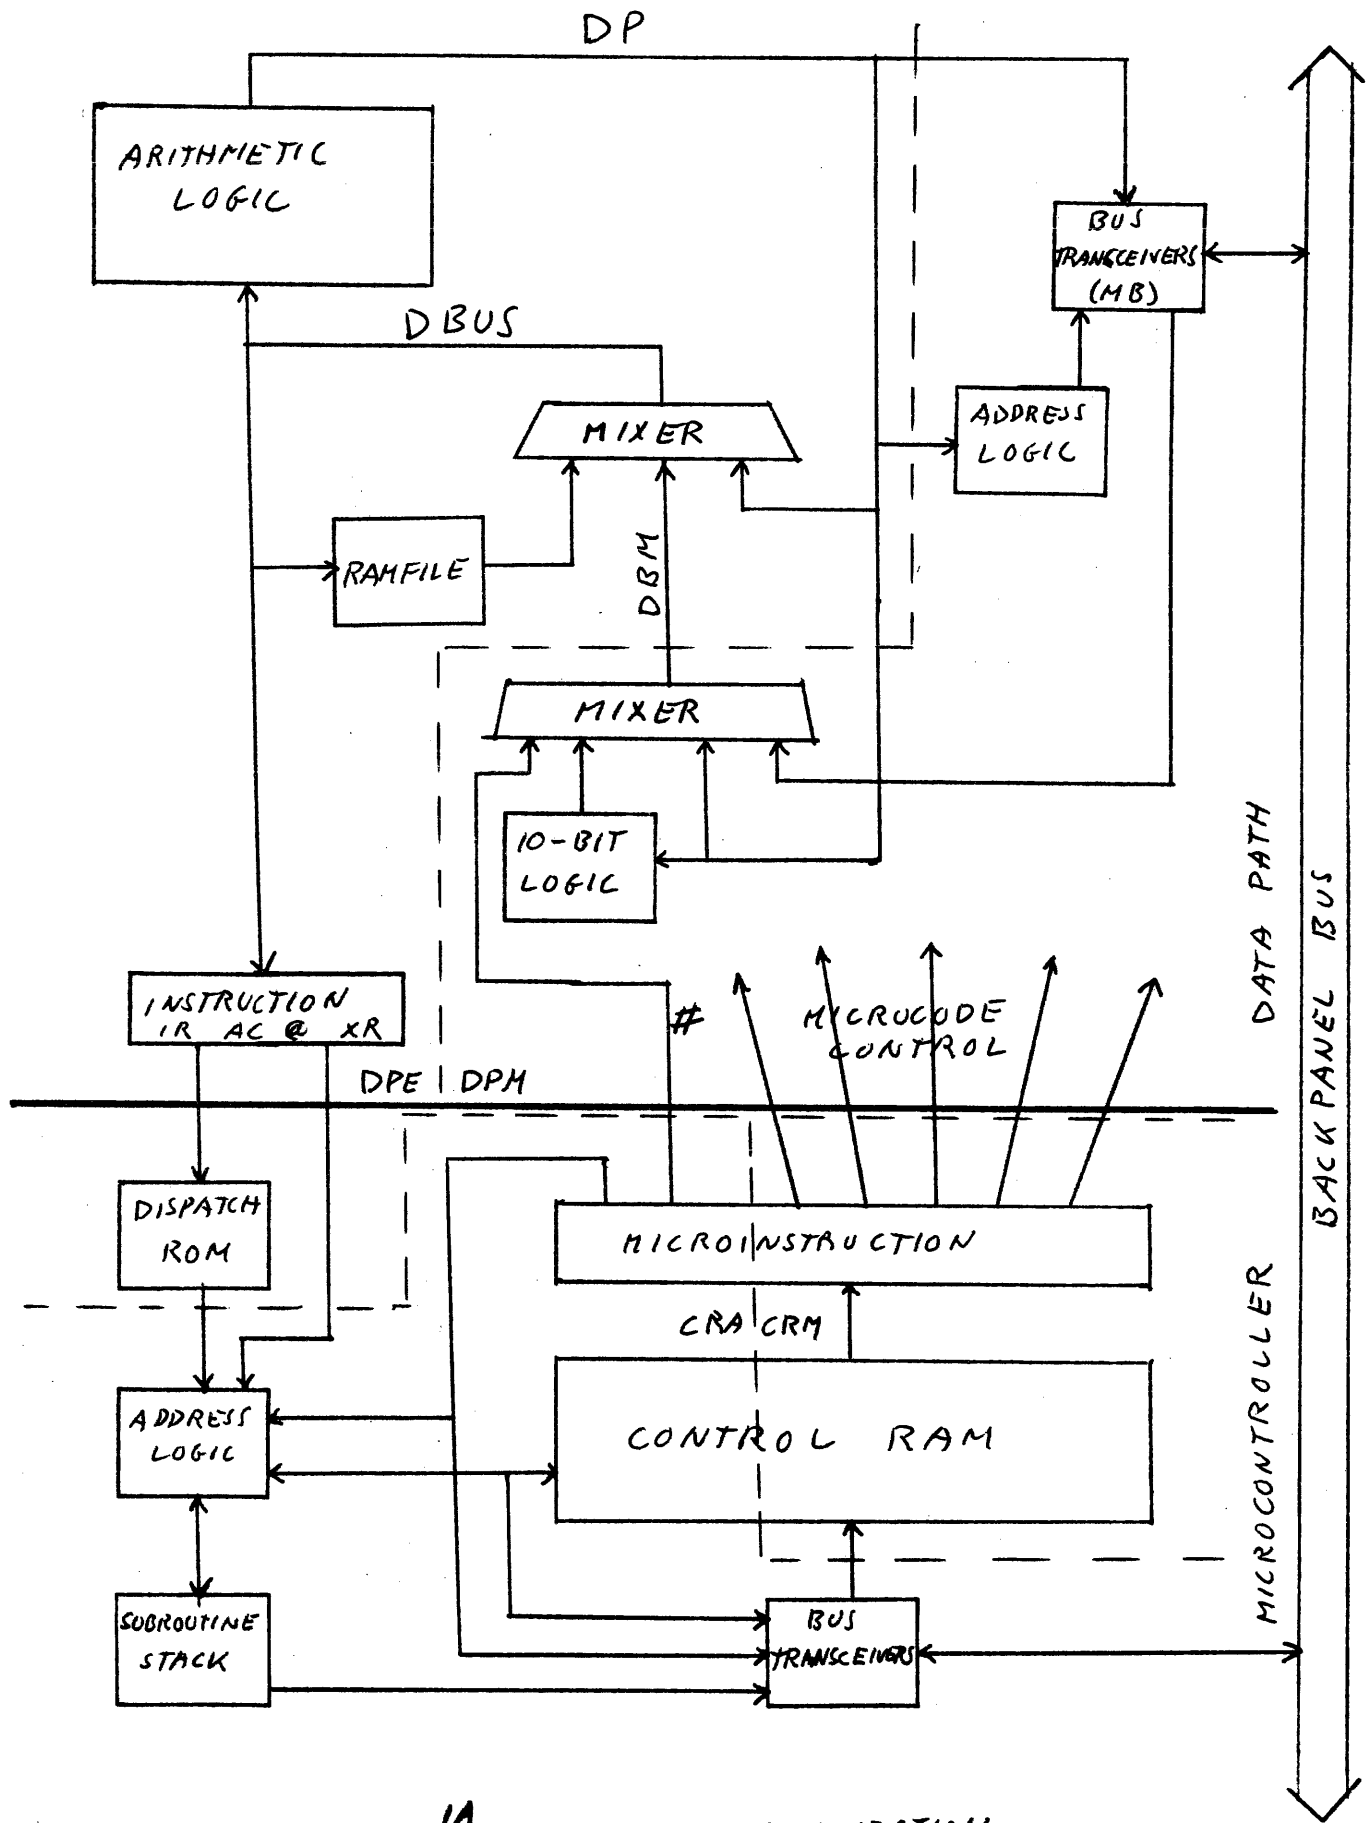 DP
ARITHMETIC
LOGIC
BUS
TRANSCEIVERS
(MB)
DBUS
MIXER
ADDRESS
LOGIC
RAMFILE
DBM
MIXER
10-BIT
LOGIC
DATA PATH
BACKPANEL BUS
INSTRUCTION
IR AC @ XR
#
MICROCODE
CONTROL
DPE DPM
DISPATCH
ROM
MICROINSTRUCTION
CRA CRM
MICROCONTROLLER
ADDRESS
LOGIC
CONTROL RAM
SUBROUTINE
STACK
BUS
TRANSCEIVERS
1A